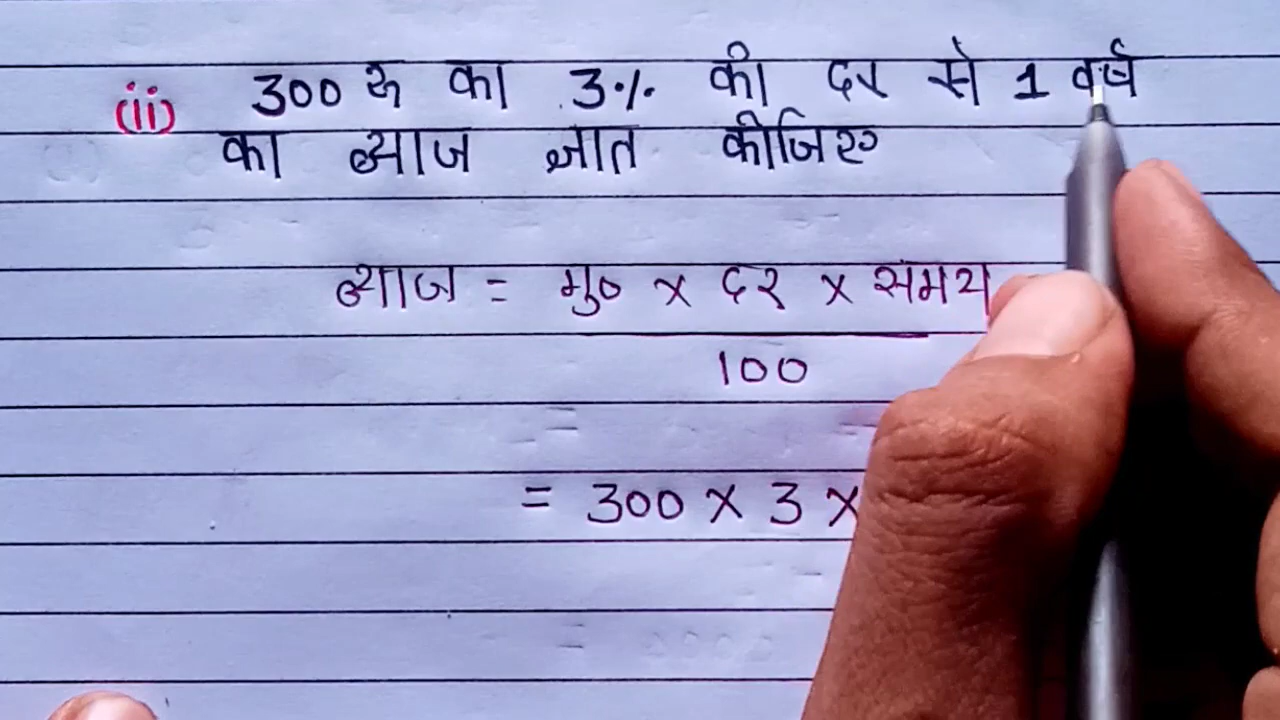 (ii) 300 रु का 3% की दर से 1 वर्ष
का ब्याज ज्ञात कीजिए
ब्याज = मू० × दर × समय
100
= 300 × 3 ×